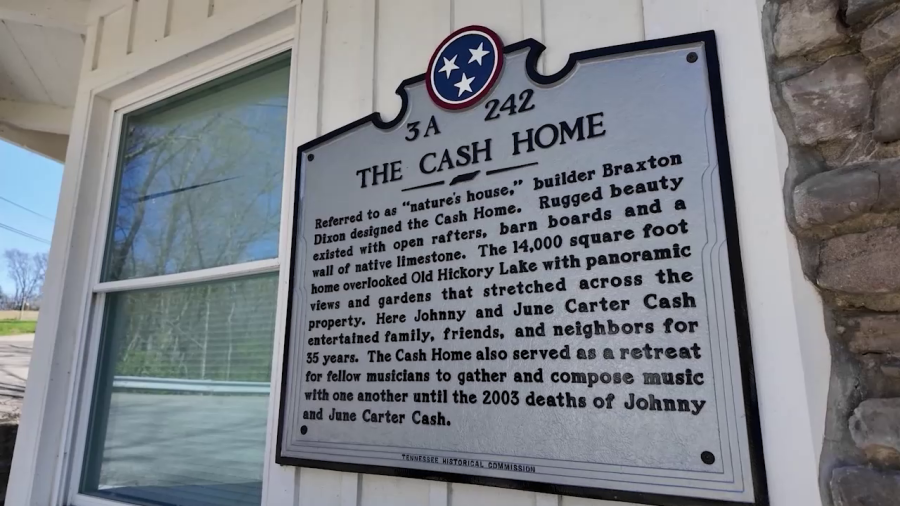 3A 242
THE CASH HOME
Referred to as "nature's house," builder Braxton
Dixon designed the Cash Home. Rugged beauty
existed with open rafters, barn boards and a
wall of native limestone. The 14,000 square foot
home overlooked Old Hickory Lake with panoramic
views and gardens that stretched across the
property. Here Johnny and June Carter Cash
entertained family, friends, and neighbors for
35 years. The Cash Home also served as a retreat
for fellow musicians to gather and compose music
with one another until the 2003 deaths of Johnny
and June Carter Cash.
TENNESSEE HISTORICAL COMMISSION